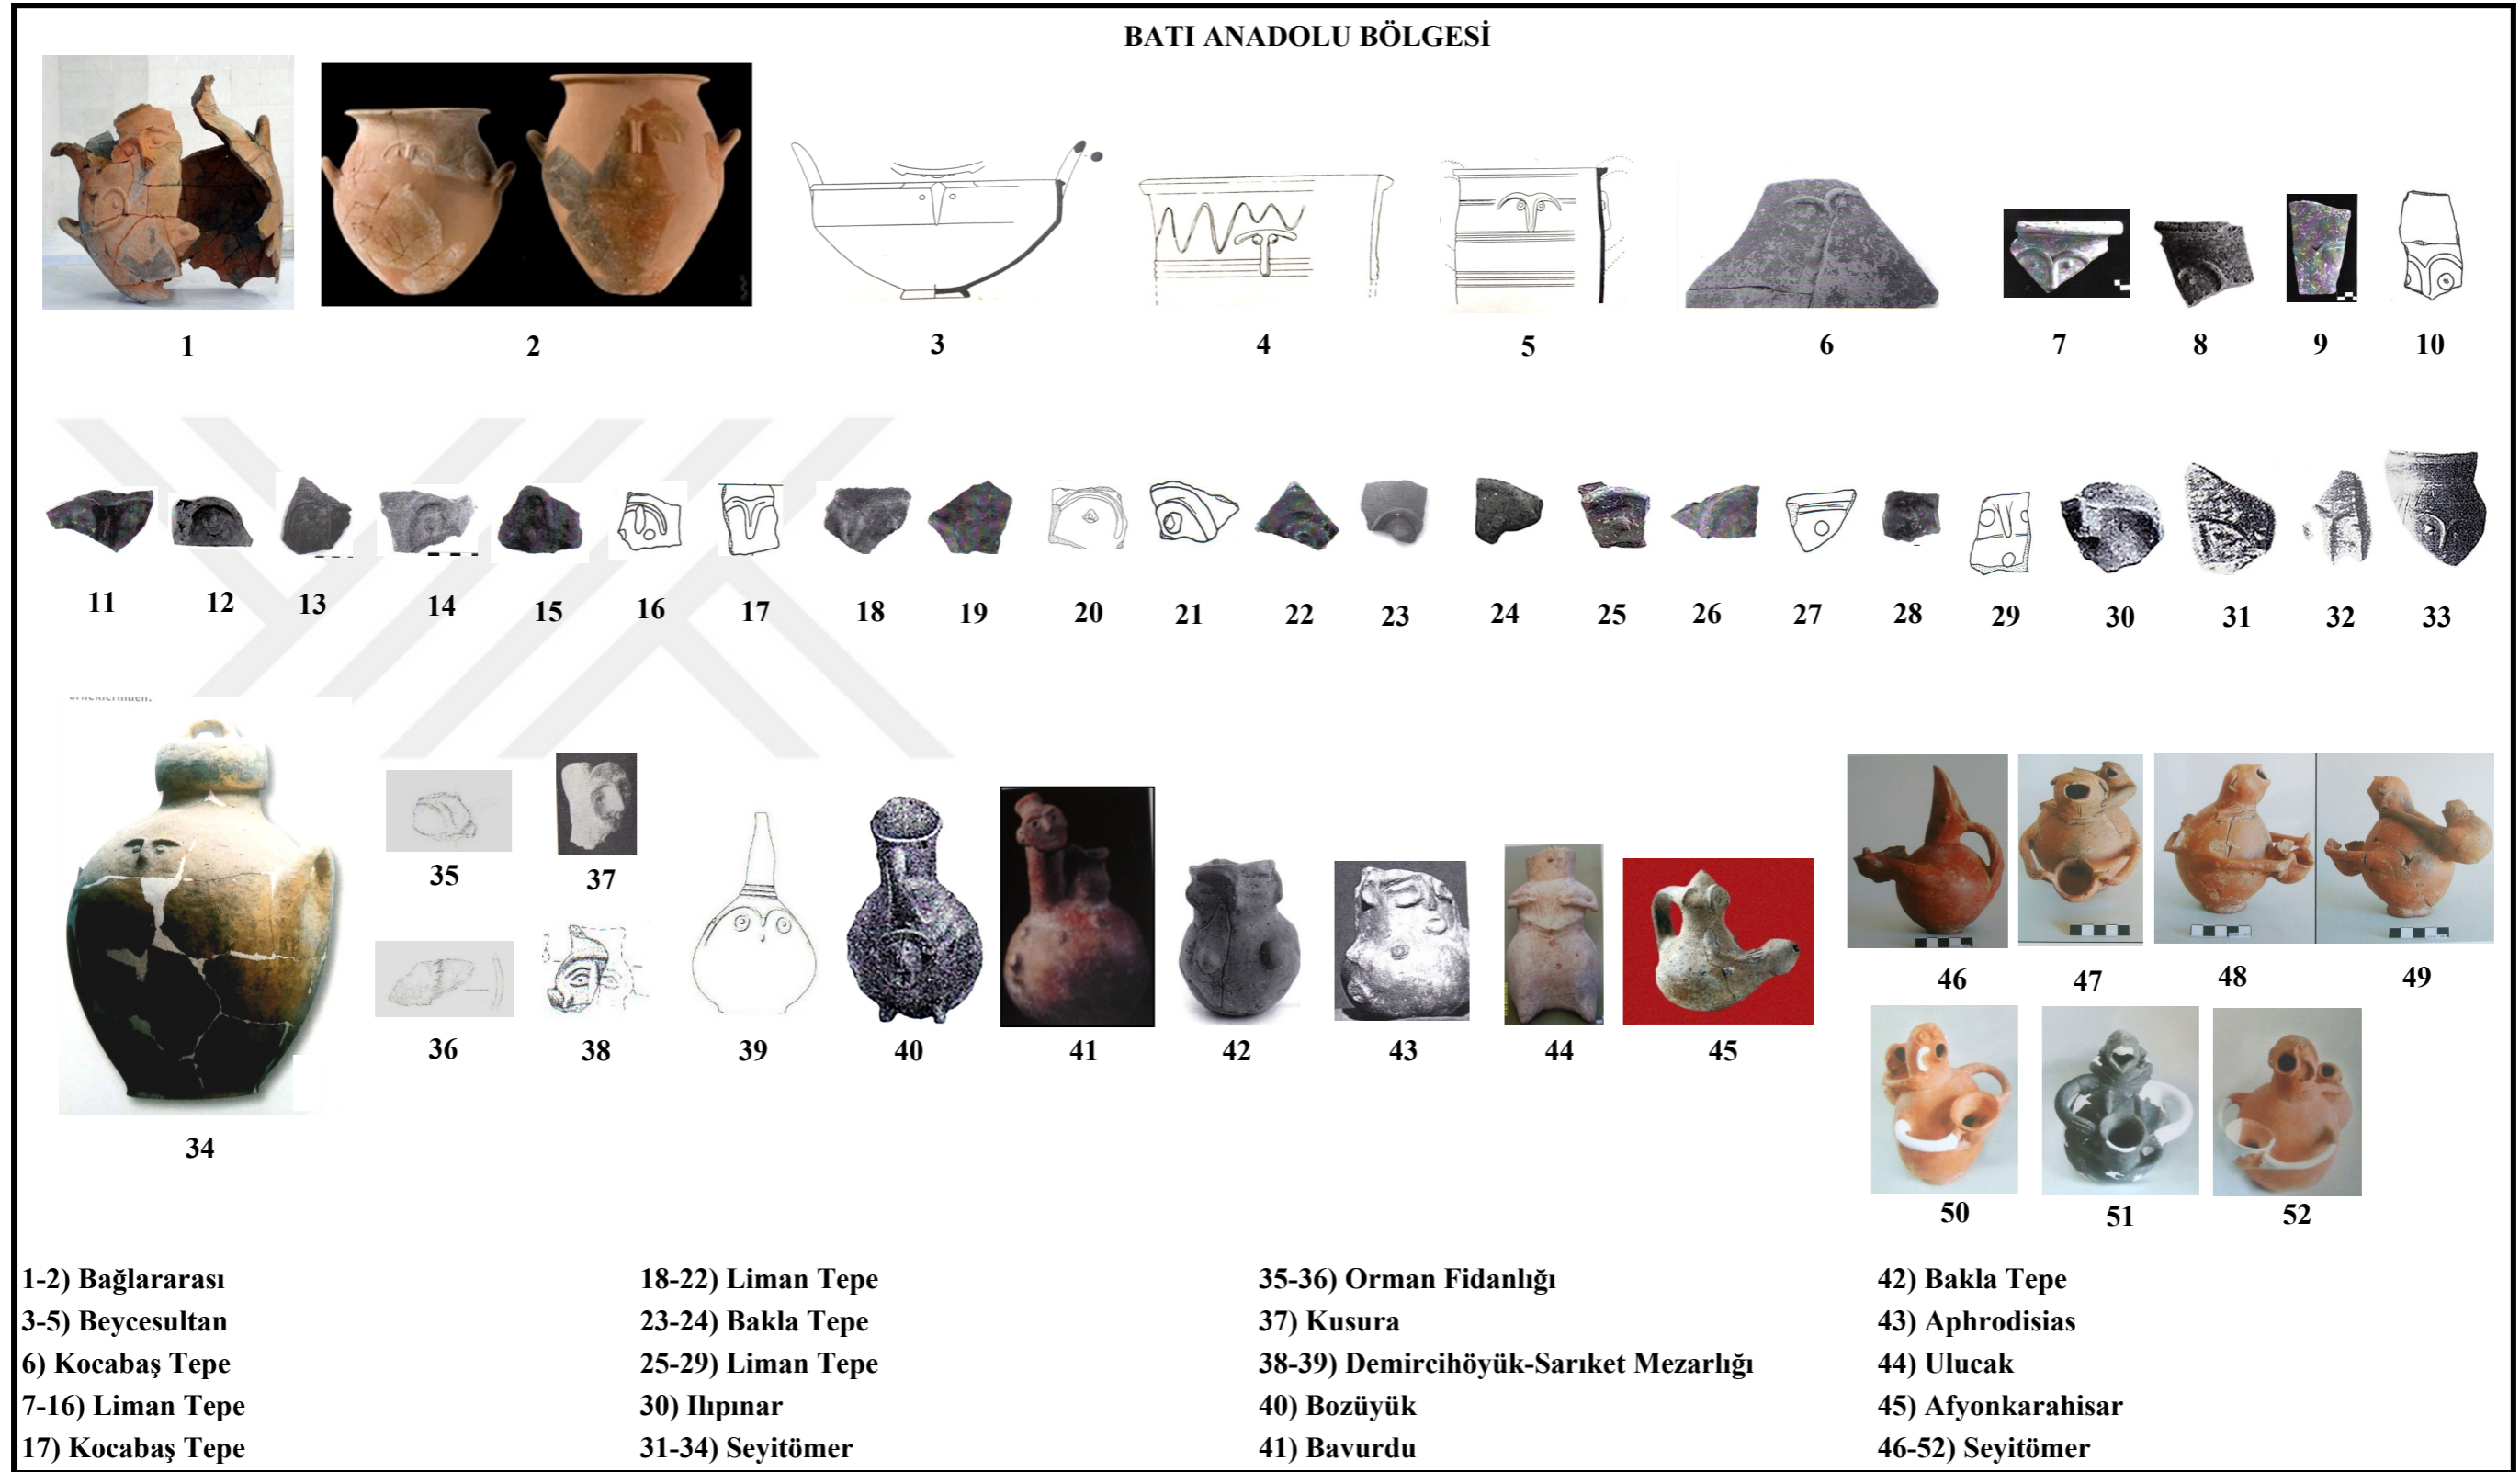 BATI ANADOLU BÖLGESİ
1 2 3 4 5 6 7 8 9 10
11 12 13 14 15 16 17 18 19 20 21 22 23 24 25 26 27 28 29 30 31 32 33
örneklerinden.
35 37
46 47 48 49
36 38 39 40 41 42 43 44 45
34
50 51 52
1-2) Bağlararası
3-5) Beycesultan
6) Kocabaş Tepe
7-16) Liman Tepe
17) Kocabaş Tepe
18-22) Liman Tepe
23-24) Bakla Tepe
25-29) Liman Tepe
30) Ilıpınar
31-34) Seyitömer
35-36) Orman Fidanlığı
37) Kusura
38-39) Demircihöyük-Sarıket Mezarlığı
40) Bozüyük
41) Bavurdu
42) Bakla Tepe
43) Aphrodisias
44) Ulucak
45) Afyonkarahisar
46-52) Seyitömer